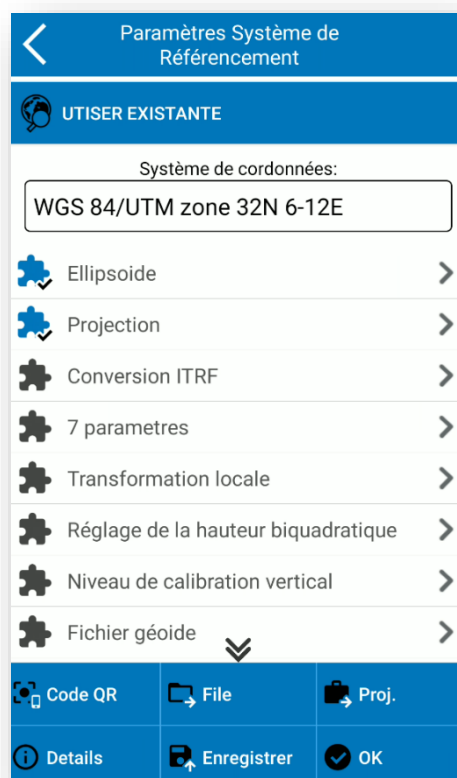 Paramètres Système de
Référencement
UTISER EXISTANTE
Système de cordonnées:
WGS 84/UTM zone 32N 6-12E
Ellipsoide
Projection
Conversion ITRF
7 parametres
Transformation locale
Réglage de la hauteur biquadratique
Niveau de calibration vertical
Fichier géoide
Code QR
File
Proj.
Details
Enregistrer
OK